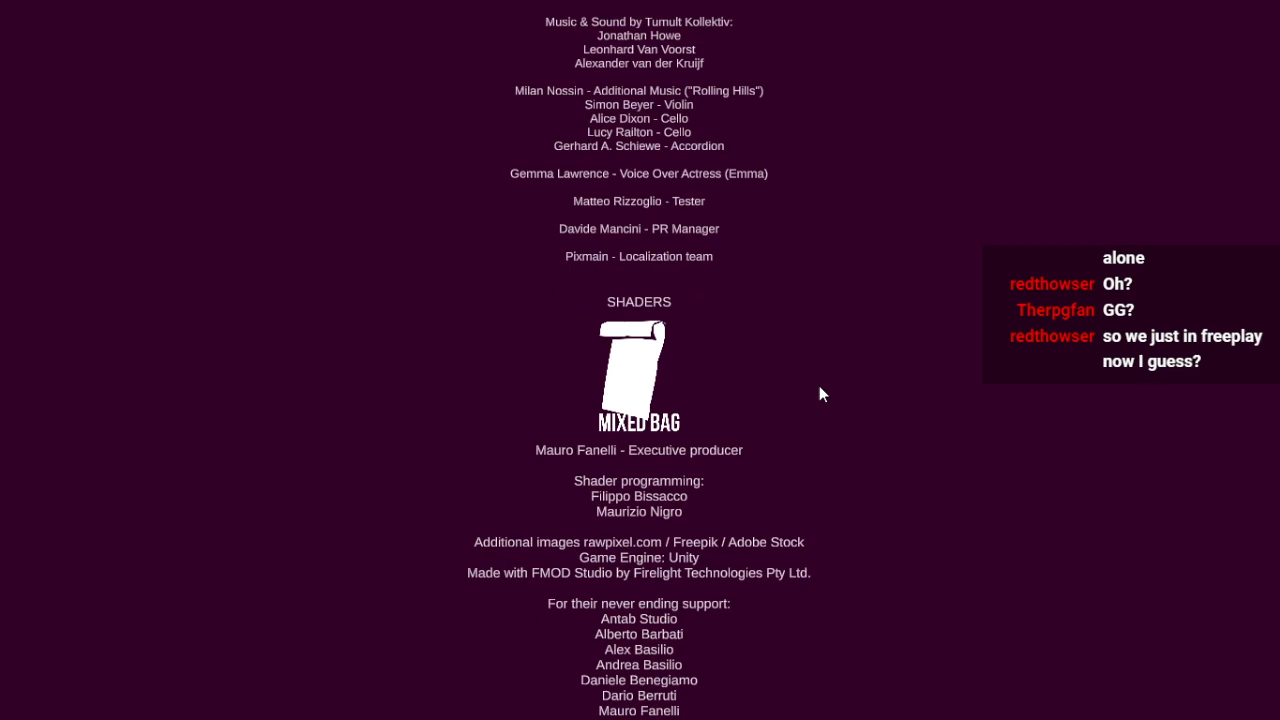 Music & Sound by Tumult Kollektiv:
Jonathan Howe
Leonhard Van Voorst
Alexander van der Kruijf
Milan Nossin - Additional Music ("Rolling Hills")
Simon Beyer - Violin
Alice Dixon - Cello
Lucy Railton - Cello
Gerhard A. Schiewe - Accordion
Gemma Lawrence - Voice Over Actress (Emma)
Matteo Rizzoglio - Tester
Davide Mancini - PR Manager
Pixmain - Localization team
SHADERS
MIXED BAG
Mauro Fanelli - Executive producer
Shader programming:
Filippo Bissacco
Maurizio Nigro
Additional images rawpixel.com / Freepik / Adobe Stock
Game Engine: Unity
Made with FMOD Studio by Firelight Technologies Pty Ltd.
For their never ending support:
Antab Studio
Alberto Barbati
Alex Basilio
Andrea Basilio
Daniele Benegiamo
Dario Berruti
Mauro Fanelli
alone
redthowser Oh?
Therpgfan GG?
redthowser so we just in freeplay
now I guess?